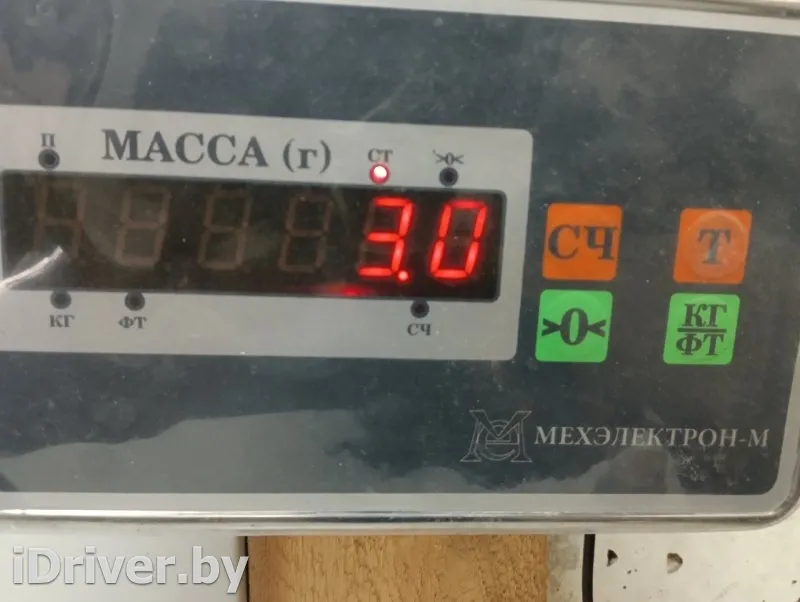 П
МАССА (г)
СТ
>0<
3.0
КГ
ФТ
СЧ
СЧ
Т
>0<
КГ
ФТ
МЕХЭЛЕКТРОН-М
iDriver.by